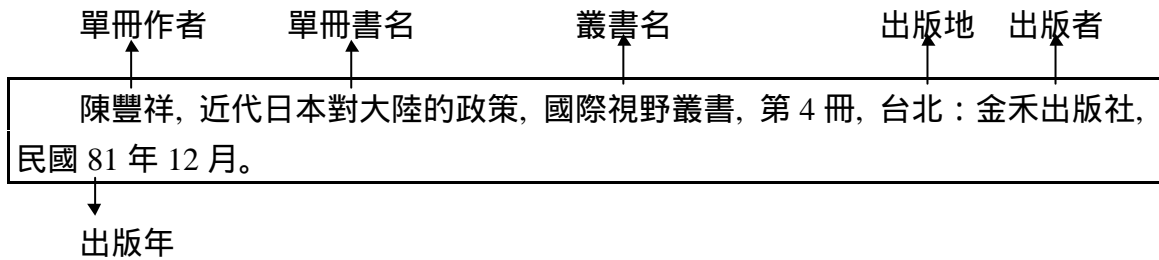 單冊作者 單冊書名 叢書名 出版地 出版者
陳豐祥, 近代日本對大陸的政策, 國際視野叢書, 第 4 冊, 台北：金禾出版社,
民國 81 年 12 月。
出版年